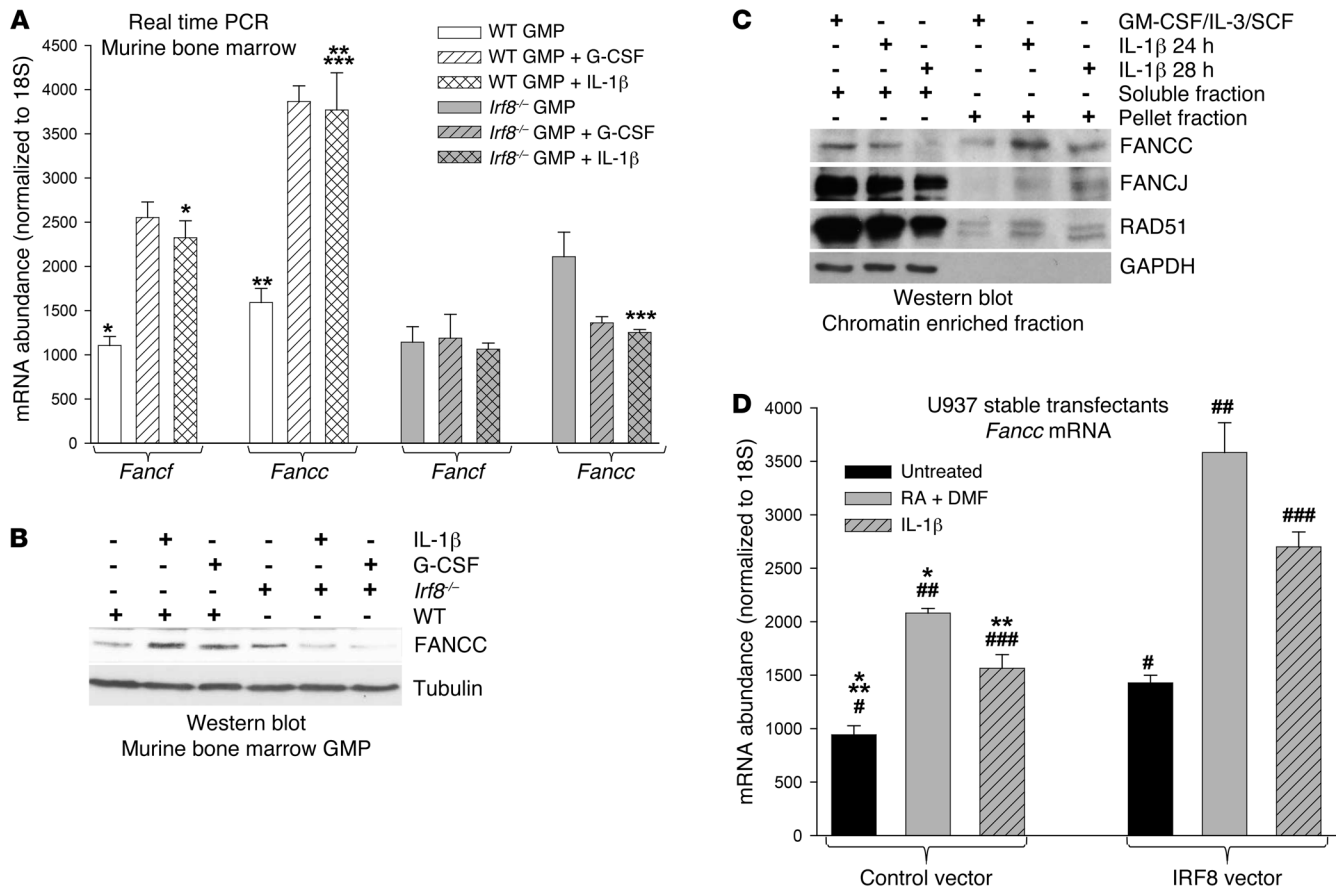 A
Real time PCR
Murine bone marrow
mRNA abundance (normalized to 18S)
4500
4000
3500
3000
2500
2000
1500
1000
500
0
*
*
**
**
***
***
WT GMP
WT GMP + G-CSF
WT GMP + IL-1β
Irf8-/- GMP
Irf8-/- GMP + G-CSF
Irf8-/- GMP + IL-1β
Fancf
Fancc
Fancf
Fancc
B
- + - - + - IL-1β
- - + - - + G-CSF
- - - + + + Irf8-/-
+ + + - - - WT
FANCC
Tubulin
Western blot
Murine bone marrow GMP
C
+ - - + - - GM-CSF/IL-3/SCF
- + - - + - IL-1β 24 h
- - + - - + IL-1β 28 h
+ + + - - - Soluble fraction
- - - + + + Pellet fraction
FANCC
FANCJ
RAD51
GAPDH
Western blot
Chromatin enriched fraction
D
U937 stable transfectants
Fancc mRNA
mRNA abundance (normalized to 18S)
4000
3500
3000
2500
2000
1500
1000
500
0
Untreated
RA + DMF
IL-1β
*
**
#
*
##
**
###
#
##
###
Control vector
IRF8 vector